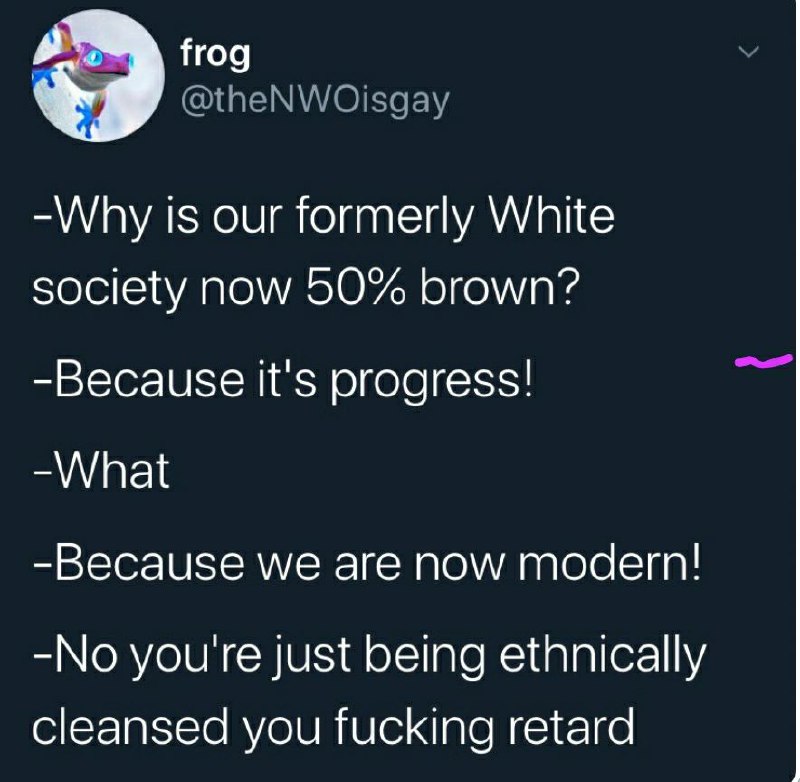 frog
@theNWOisgay
-Why is our formerly White
society now 50% brown?
-Because it's progress!
-What
-Because we are now modern!
-No you're just being ethnically
cleansed you fucking retard